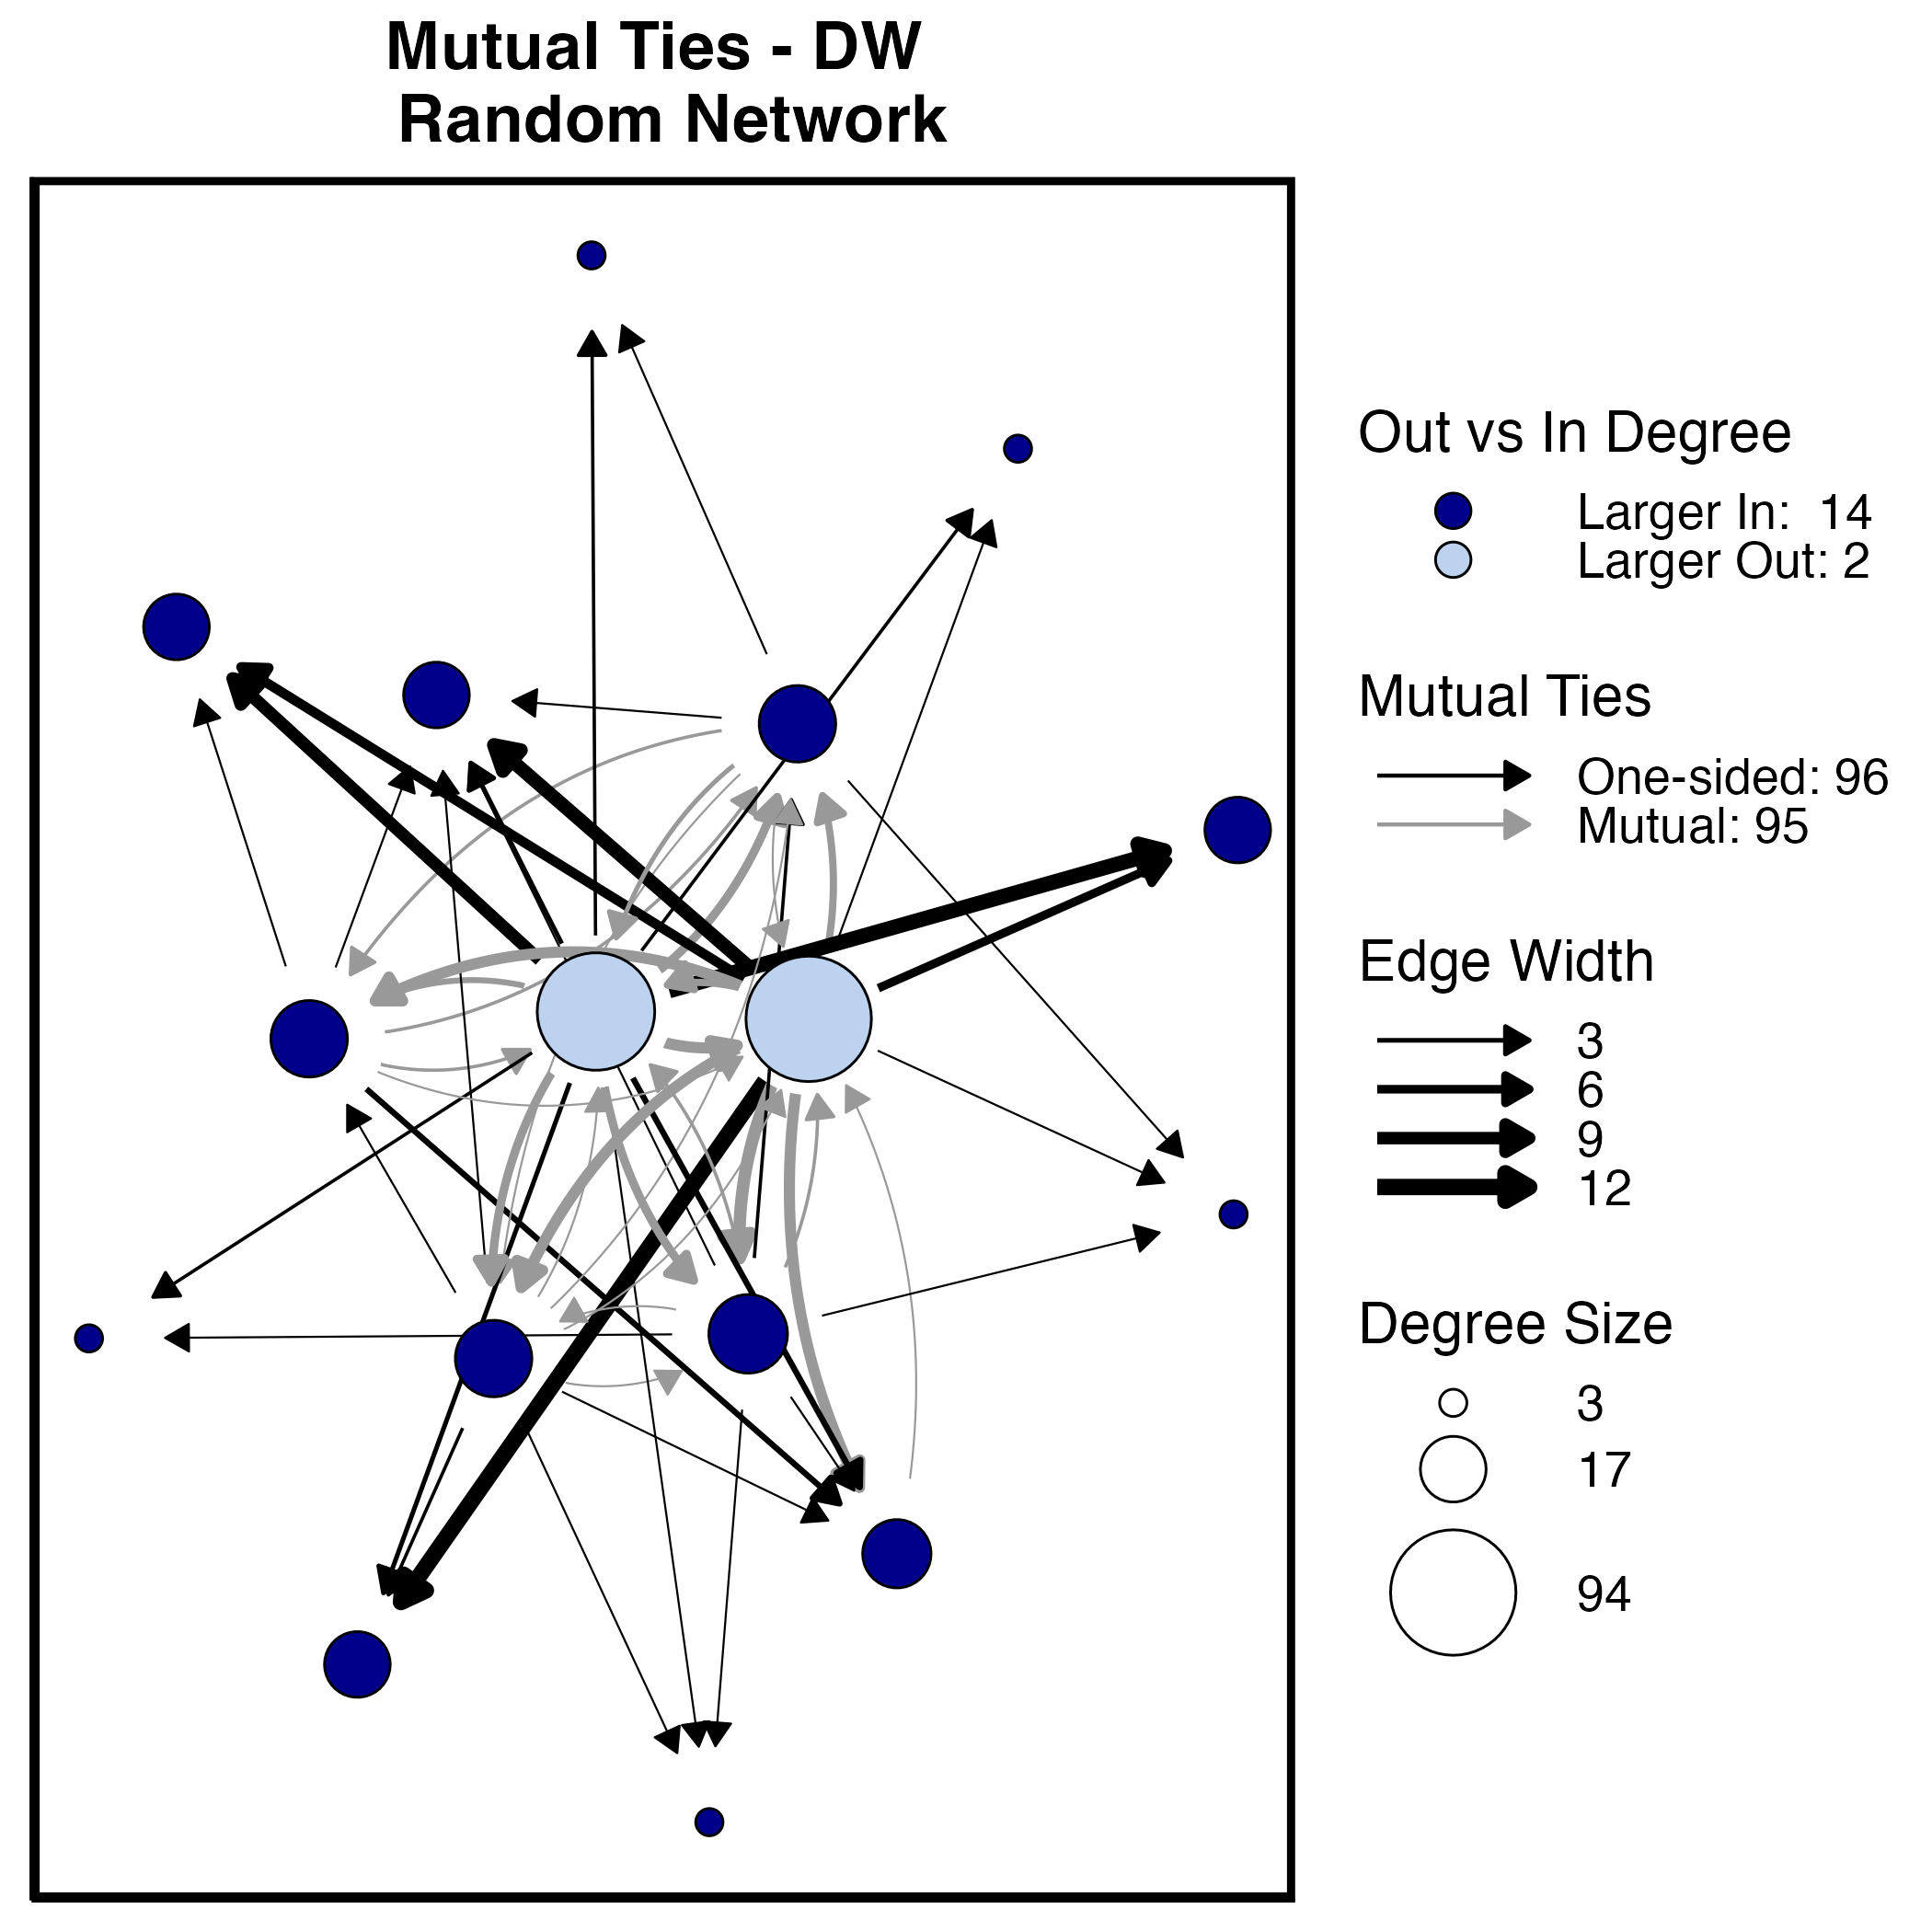 Mutual Ties - DW
Random Network
Out vs In Degree
Larger In: 14
Larger Out: 2
Mutual Ties
One-sided: 96
Mutual: 95
Edge Width
3
6
9
12
Degree Size
3
17
94